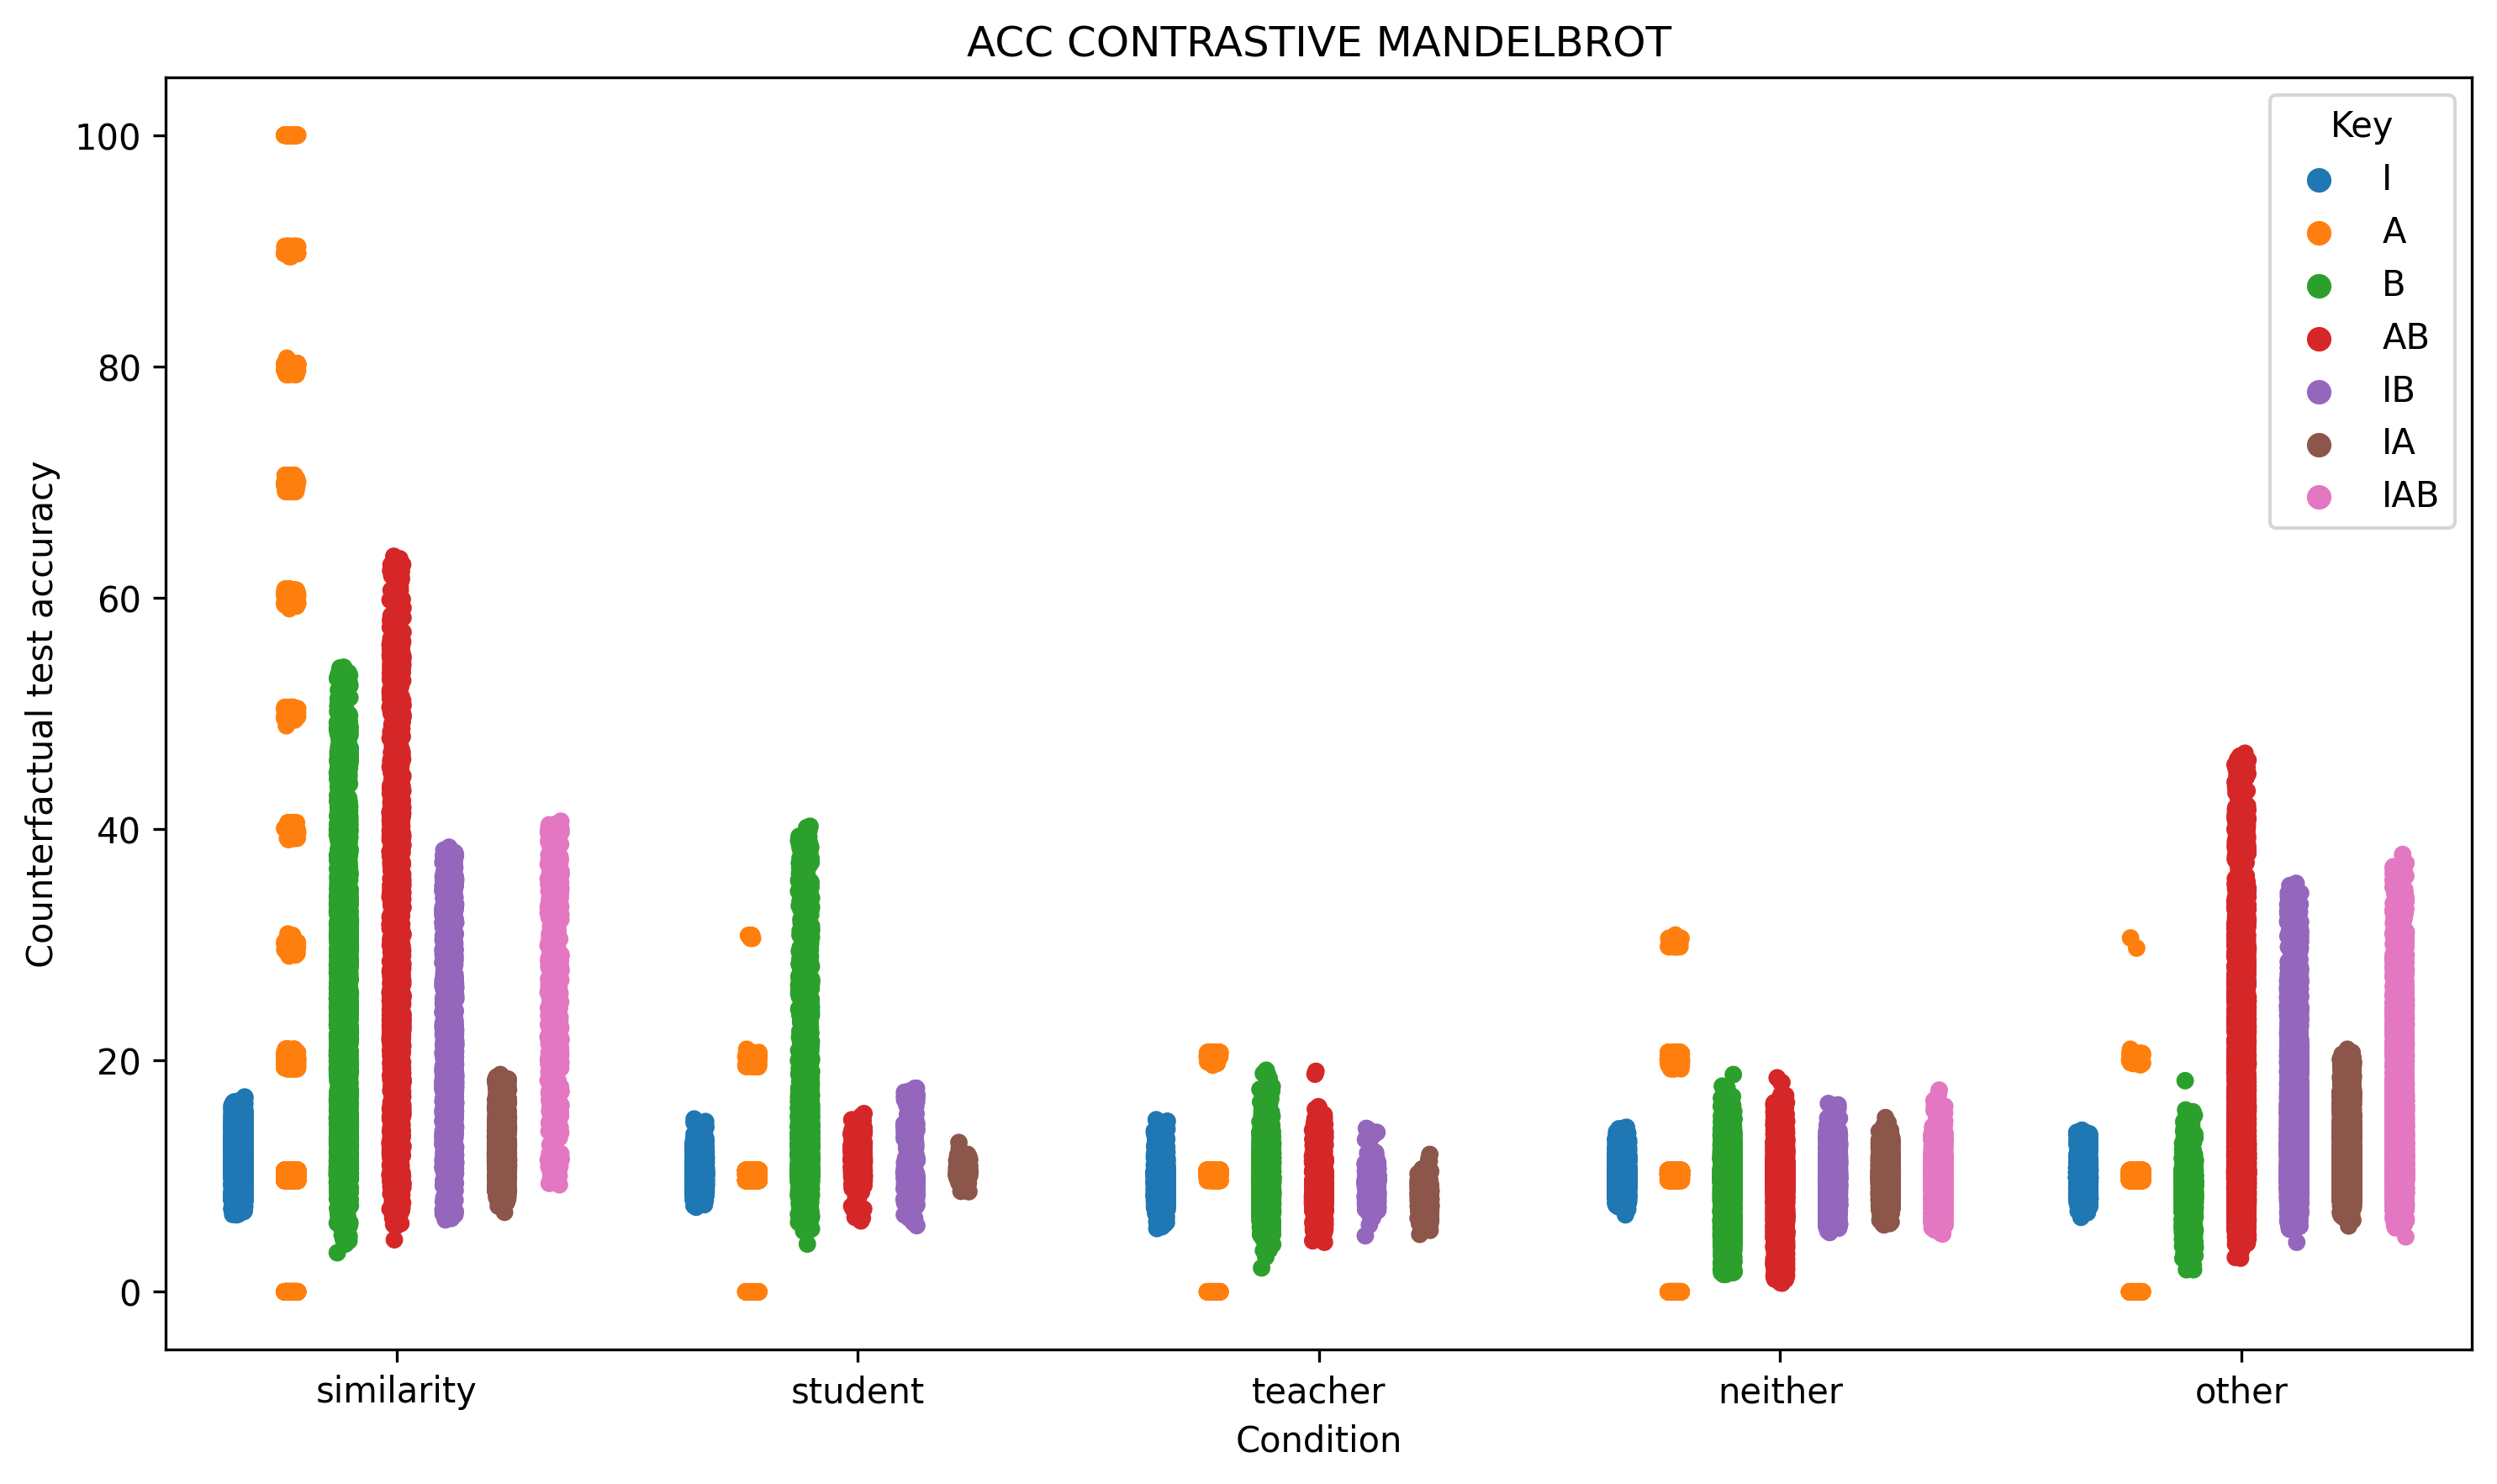 ACC CONTRASTIVE MANDELBROT
Counterfactual test accuracy
100
80
60
40
20
0
Key
I
A
B
AB
IB
IA
IAB
similarity student teacher neither other
Condition